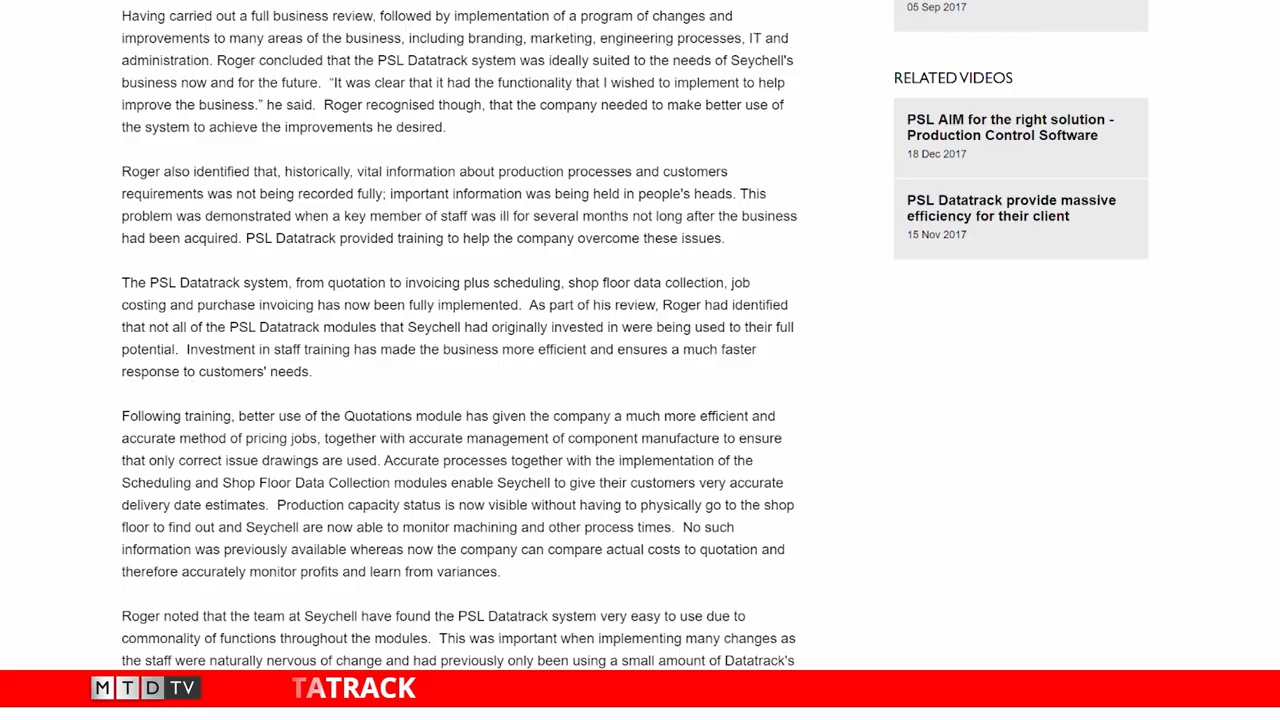 Having carried out a full business review, followed by implementation of a program of changes and
improvements to many areas of the business, including branding, marketing, engineering processes, IT and
administration. Roger concluded that the PSL Datatrack system was ideally suited to the needs of Seychell's
business now and for the future.  “It was clear that it had the functionality that I wished to implement to help
improve the business.” he said.  Roger recognised though, that the company needed to make better use of
the system to achieve the improvements he desired.
Roger also identified that, historically, vital information about production processes and customers
requirements was not being recorded fully; important information was being held in people's heads. This
problem was demonstrated when a key member of staff was ill for several months not long after the business
had been acquired. PSL Datatrack provided training to help the company overcome these issues.
The PSL Datatrack system, from quotation to invoicing plus scheduling, shop floor data collection, job
costing and purchase invoicing has now been fully implemented.  As part of his review, Roger had identified
that not all of the PSL Datatrack modules that Seychell had originally invested in were being used to their full
potential.  Investment in staff training has made the business more efficient and ensures a much faster
response to customers' needs.
Following training, better use of the Quotations module has given the company a much more efficient and
accurate method of pricing jobs, together with accurate management of component manufacture to ensure
that only correct issue drawings are used. Accurate processes together with the implementation of the
Scheduling and Shop Floor Data Collection modules enable Seychell to give their customers very accurate
delivery date estimates.  Production capacity status is now visible without having to physically go to the shop
floor to find out and Seychell are now able to monitor machining and other process times.  No such
information was previously available whereas now the company can compare actual costs to quotation and
therefore accurately monitor profits and learn from variances.
Roger noted that the team at Seychell have found the PSL Datatrack system very easy to use due to
commonality of functions throughout the modules.  This was important when implementing many changes as
the staff were naturally nervous of change and had previously only been using a small amount of Datatrack's
05 Sep 2017
RELATED VIDEOS
PSL AIM for the right solution -
Production Control Software
18 Dec 2017
PSL Datatrack provide massive
efficiency for their client
15 Nov 2017
MTD TV
TATRACK